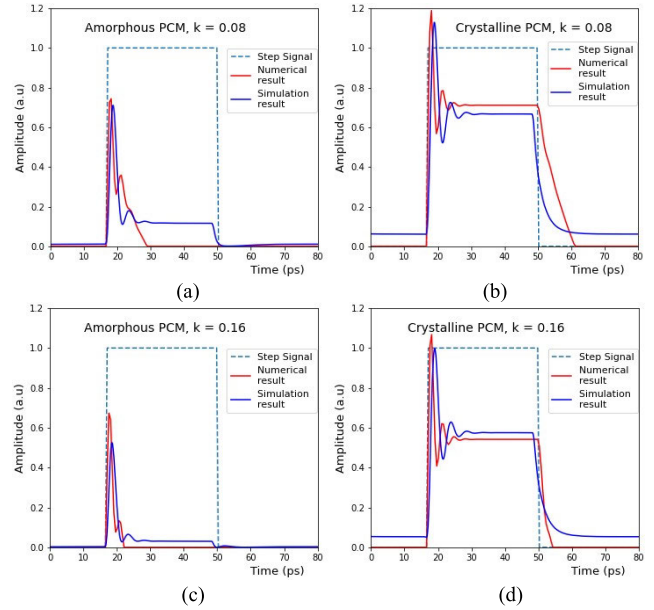 Amorphous PCM, k = 0.08
Step Signal
Numerical
result
Simulation
result
Amplitude (a.u)
1.2
1.0
0.8
0.6
0.4
0.2
0.0
0 10 20 30 40 50 60 70 80
Time (ps)
(a)
Crystalline PCM, k = 0.08
Step Signal
Numerical
result
Simulation
result
Amplitude (a.u)
1.2
1.0
0.8
0.6
0.4
0.2
0.0
0 10 20 30 40 50 60 70 80
Time (ps)
(b)
Amorphous PCM, k = 0.16
Step Signal
Numerical
result
Simulation
result
Amplitude (a.u)
1.2
1.0
0.8
0.6
0.4
0.2
0.0
0 10 20 30 40 50 60 70 80
Time (ps)
(c)
Crystalline PCM, k = 0.16
Step Signal
Numerical
result
Simulation
result
Amplitude (a.u)
1.2
1.0
0.8
0.6
0.4
0.2
0.0
0 10 20 30 40 50 60 70 80
Time (ps)
(d)